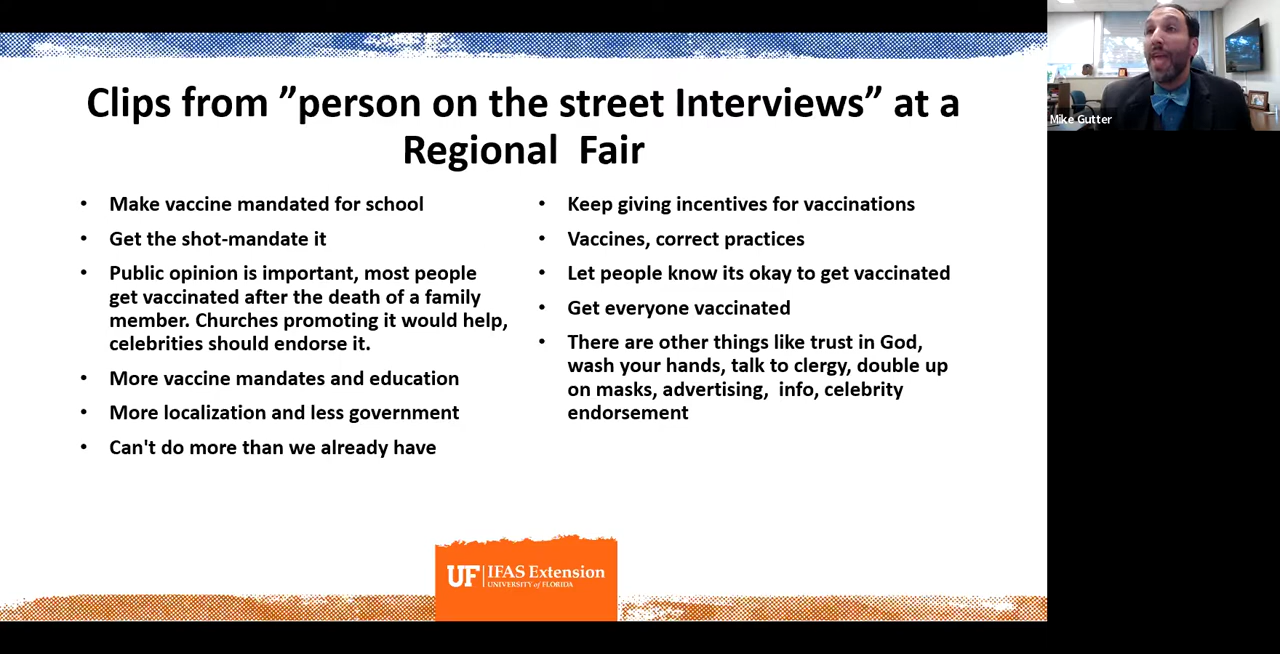 Clips from ”person on the street Interviews” at a
Regional Fair
• Make vaccine mandated for school
• Get the shot-mandate it
• Public opinion is important, most people
get vaccinated after the death of a family
member. Churches promoting it would help,
celebrities should endorse it.
• More vaccine mandates and education
• More localization and less government
• Can't do more than we already have
• Keep giving incentives for vaccinations
• Vaccines, correct practices
• Let people know its okay to get vaccinated
• Get everyone vaccinated
• There are other things like trust in God,
wash your hands, talk to clergy, double up
on masks, advertising, info, celebrity
endorsement
UF IFAS Extension
UNIVERSITY of FLORIDA
Mike Gutter